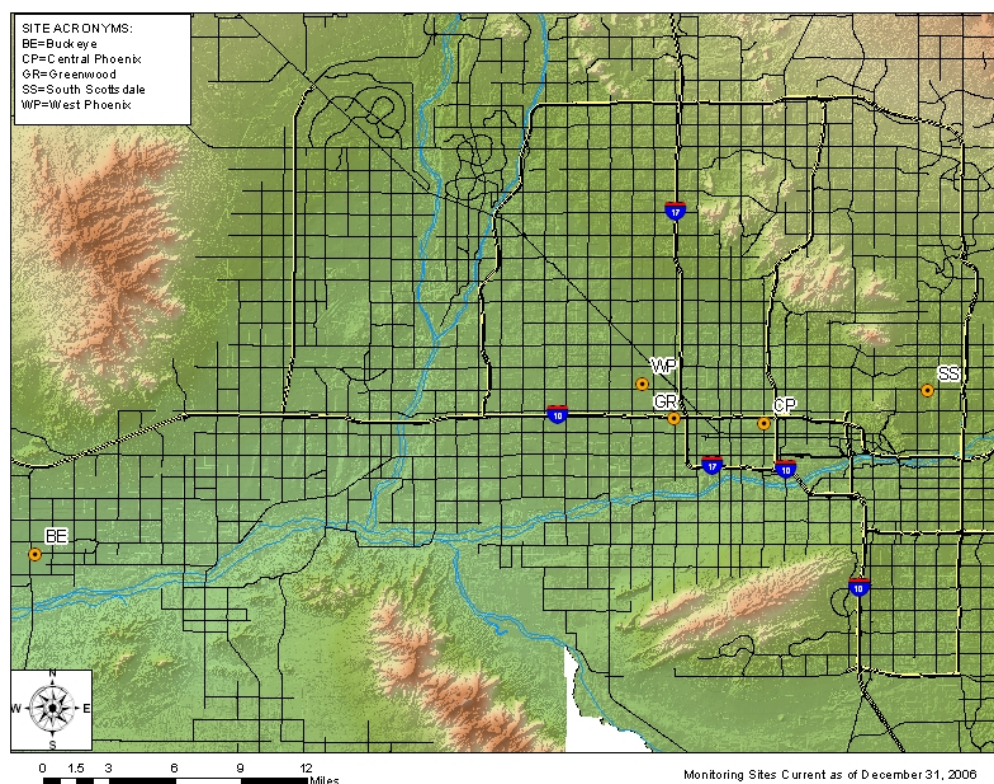 SITE ACRONYMS:
BE=Buckeye
CP=Central Phoenix
GR=Greenwood
SS=South Scottsdale
WP=West Phoenix
17
WP
SS
GR
CP
10
17
10
BE
10
N
W E
S
0 1.5 3 6 9 12
Miles
Monitoring Sites Current as of December 31, 2006